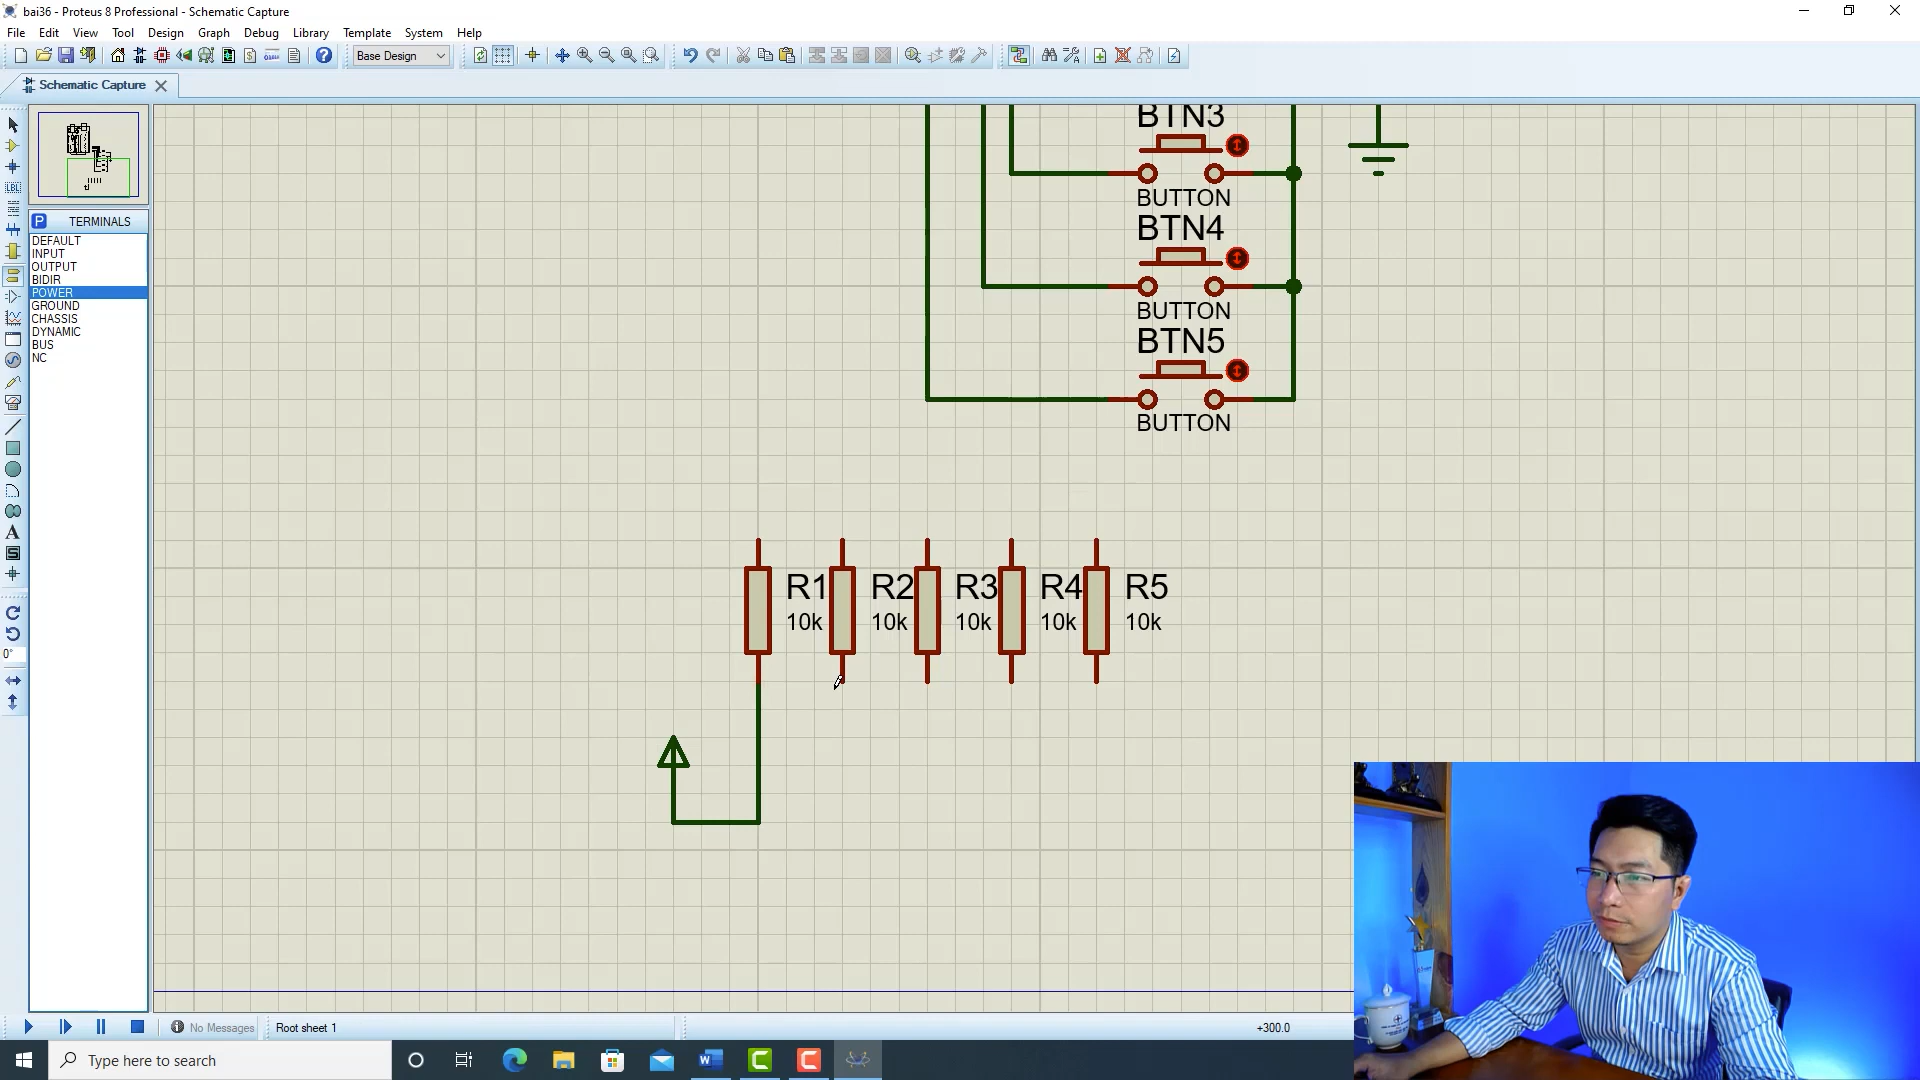 bai36 - Proteus 8 Professional - Schematic Capture
File Edit View Tool Design Graph Debug Library Template System Help
Base Design
Schematic Capture
P TERMINALS
DEFAULT
INPUT
OUTPUT
BIDIR
POWER
GROUND
CHASSIS
DYNAMIC
BUS
NC
LBL
A
S
0°
BTN3
BUTTON
BTN4
BUTTON
BTN5
BUTTON
R1 R2 R3 R4 R5
10k 10k 10k 10k 10k
No Messages Root sheet 1 +300.0
Type here to search